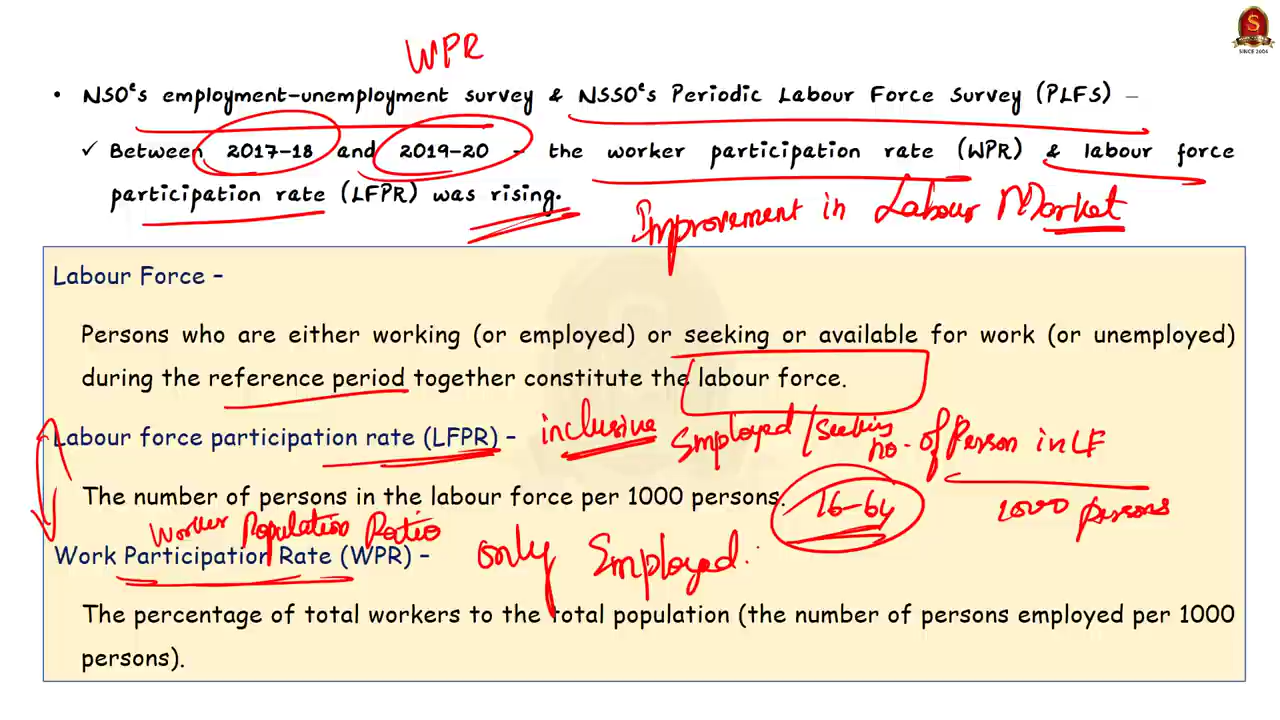 WPR
S
SINCE 2004
• NSO's employment-unemployment survey & NSSO's Periodic Labour Force Survey (PLFS) –
✓ Between 2017-18 and 2019-20 - the worker participation rate (WPR) & labour force
participation rate (LFPR) was rising.
Improvement in Labour Market
Labour Force –
Persons who are either working (or employed) or seeking or available for work (or unemployed)
during the reference period together constitute the labour force.
Labour force participation rate (LFPR) – inclusive Employed/Seeking no. of Person in LF
The number of persons in the labour force per 1000 persons. 16-64 1000 persons
Worker Population Ratio
Work Participation Rate (WPR) – only Employed.
The percentage of total workers to the total population (the number of persons employed per 1000
persons).